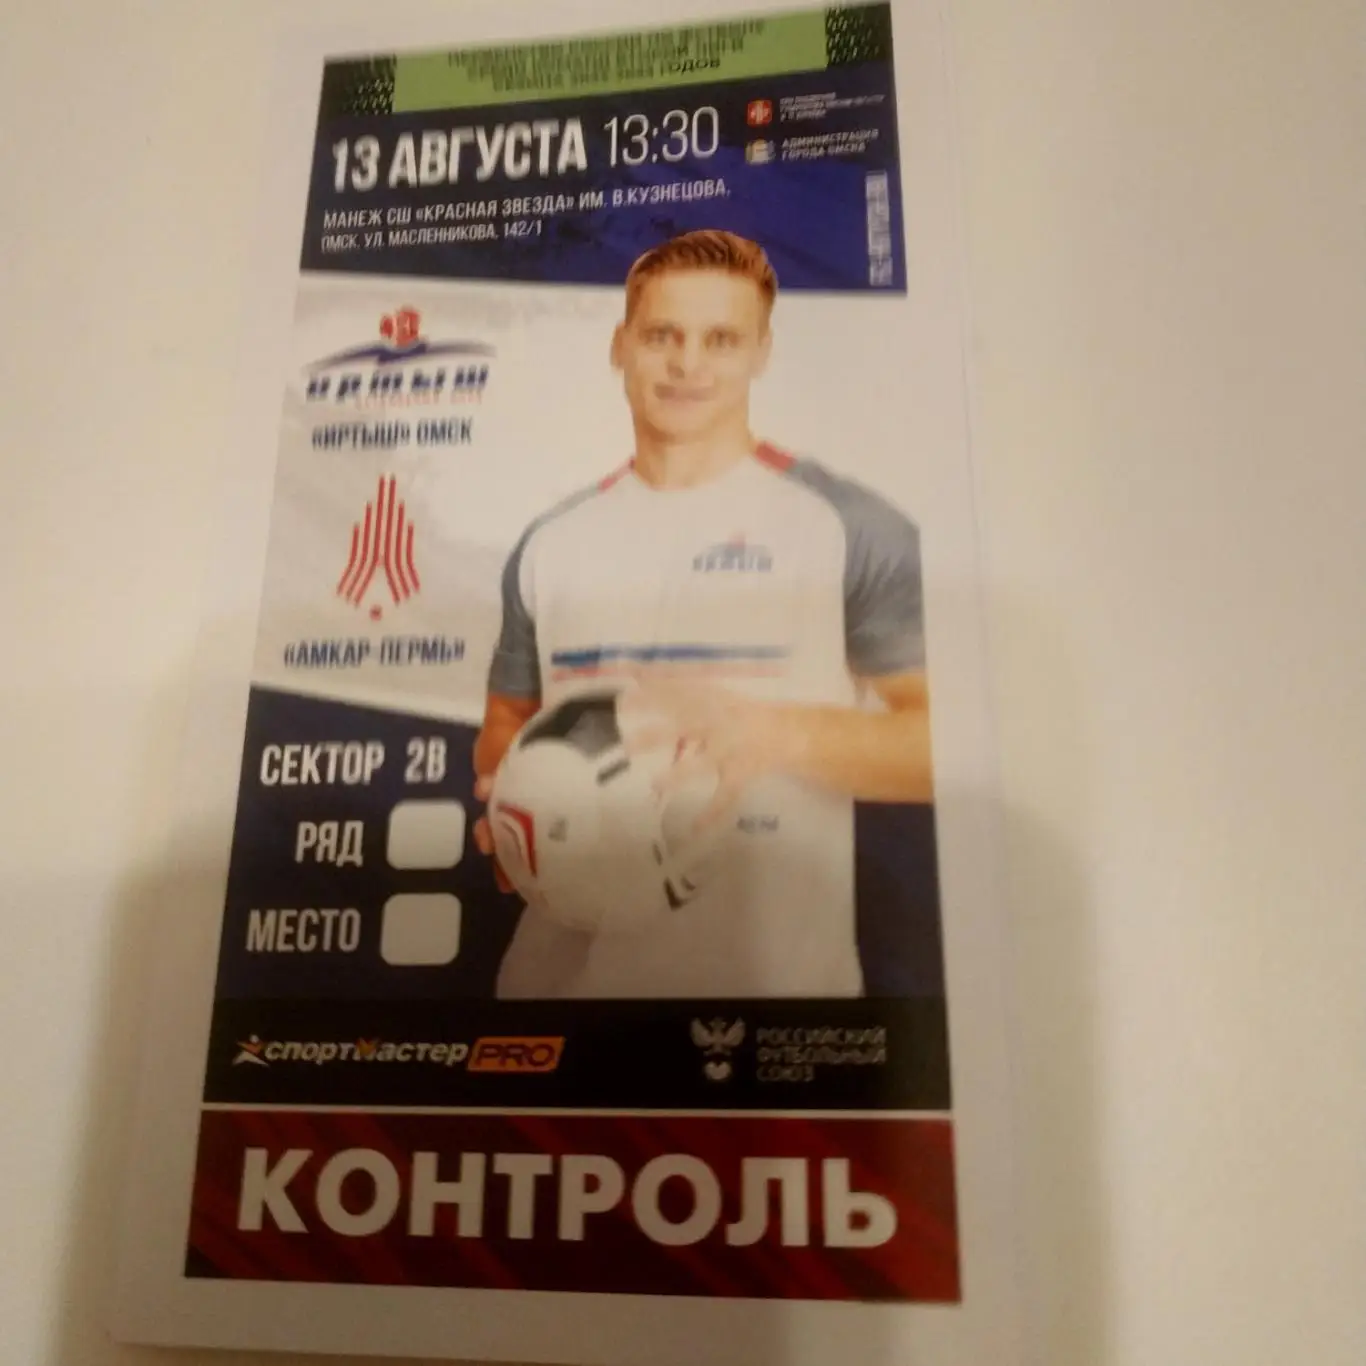 13 АВГУСТА 13:30
МАНЕЖ СШ «КРАСНАЯ ЗВЕЗДА» ИМ. В.КУЗНЕЦОВА,
ОМСК, УЛ. МАСЛЕННИКОВА, 142/1
АДМИНИСТРАЦИЯ
ГОРОДА ОМСКА
ИРТЫШ
«ИРТЫШ» ОМСК
«АМКАР-ПЕРМЬ»
СЕКТОР 2В
РЯД
МЕСТО
СПОРТМАСТЕР PRO
РОССИЙСКИЙ
ФУТБОЛЬНЫЙ
СОЮЗ
КОНТРОЛЬ